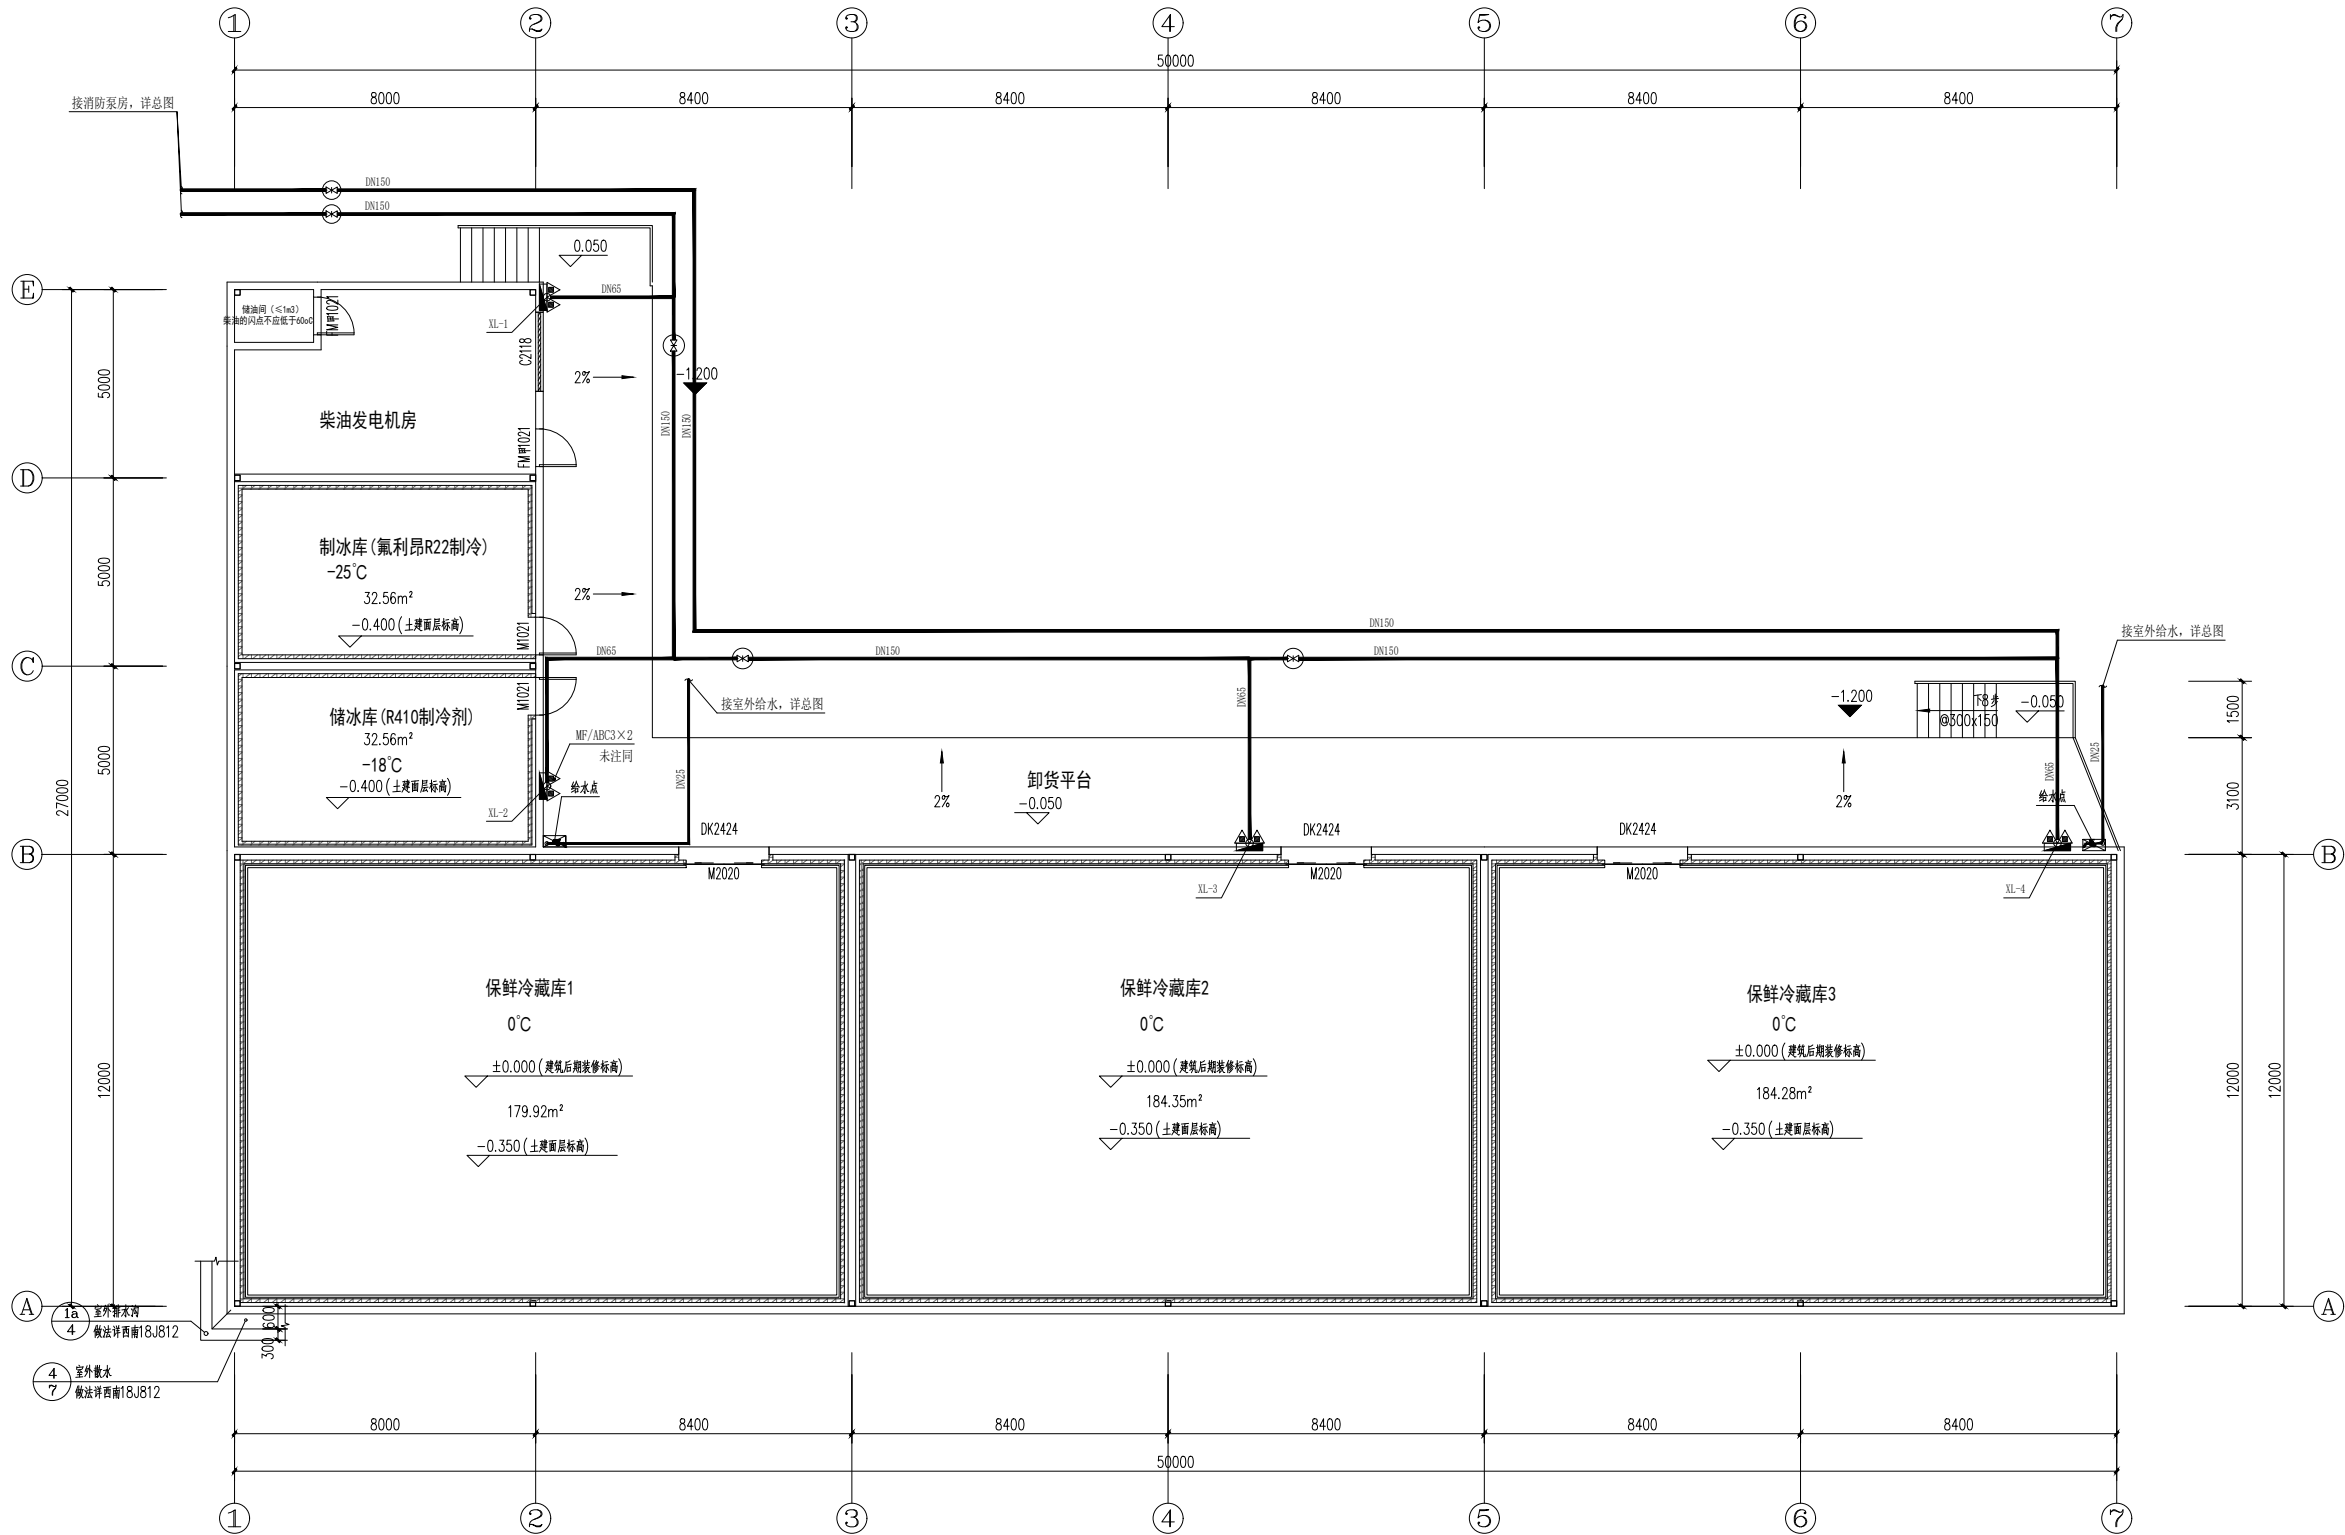 1 2 3 4 5 6 7
50000
8000 8400 8400 8400 8400 8400
接消防泵房，详总图
DN150
DN150
0.050
E
DN65
储油间（≤1m3）
柴油的闪点不应低于60oC
FM甲1021
XL-1
C2118
2%
-1.200
5000
柴油发电机房
DN150
DN150
FM甲1021
D
制冰库(氟利昂R22制冷)
-25℃
5000
32.56m²
2%
-0.400(土建面层标高)
M1021
DN150
接室外给水，详总图
DN65
DN150
DN150
C
M1021
接室外给水，详总图
DN65
-1.200
下8步
-0.050
@300x150
1500
储冰库(R410制冷剂)
32.56m²
MF/ABC3×2
未注同
DN25
-18℃
5000
27000
-0.400(土建面层标高)
给水点
DN25
卸货平台
-0.050
2%
2%
DN65
给水点
3100
XL-2
DK2424
DK2424
DK2424
B
B
M2020
M2020
M2020
XL-3
XL-4
保鲜冷藏库1
0℃
±0.000(建筑后期装修标高)
179.92m²
-0.350(土建面层标高)
保鲜冷藏库2
0℃
±0.000(建筑后期装修标高)
184.35m²
-0.350(土建面层标高)
保鲜冷藏库3
0℃
±0.000(建筑后期装修标高)
184.28m²
-0.350(土建面层标高)
12000
12000
12000
A
A
1a
4
室外排水沟
做法详西南18J812
600
300
4
7
室外散水
做法详西南18J812
8000 8400 8400 8400 8400 8400
50000
1 2 3 4 5 6 7